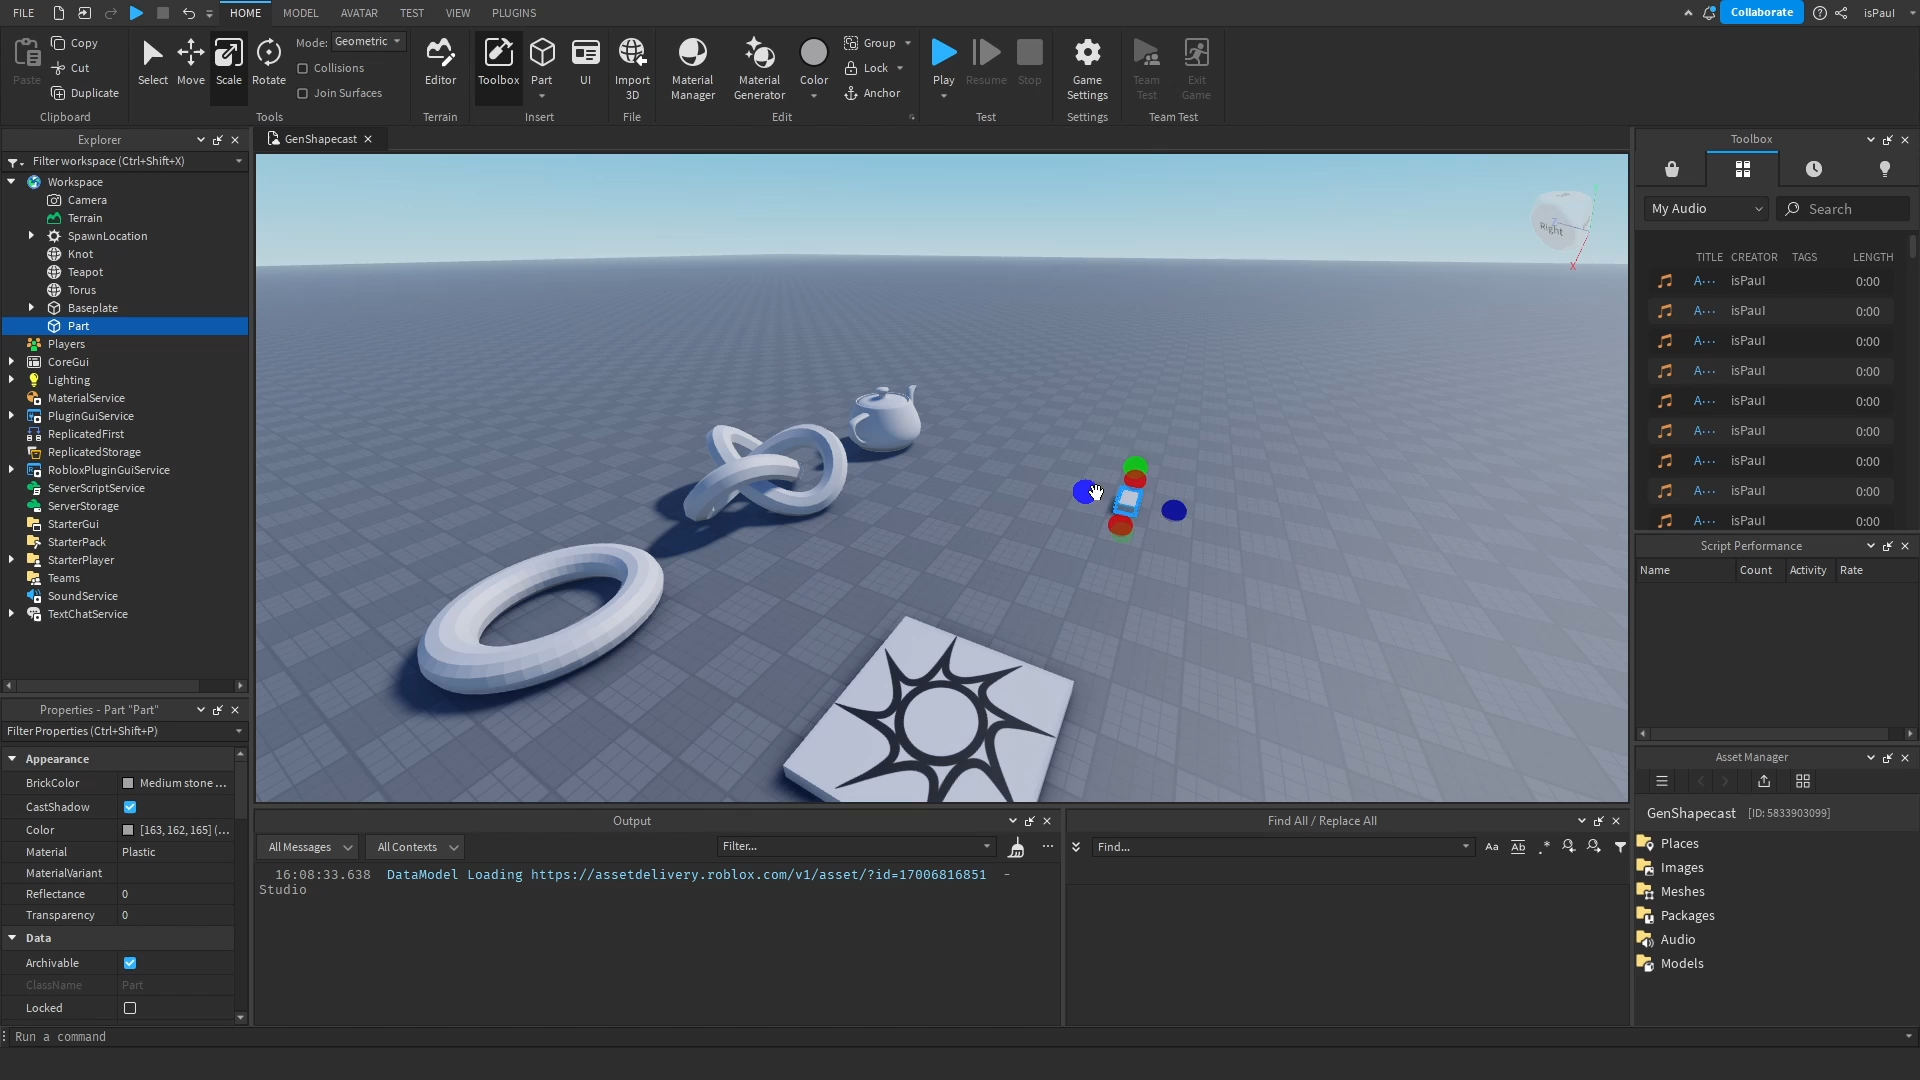 FILE
HOME
MODEL
AVATAR
TEST
VIEW
PLUGINS
Collaborate
isPaul
Paste
Copy
Cut
Duplicate
Clipboard
Select
Move
Scale
Rotate
Mode: Geometric
Collisions
Join Surfaces
Tools
Editor
Terrain
Toolbox
Part
UI
Insert
Import
3D
File
Material
Manager
Material
Generator
Color
Group
Lock
Anchor
Edit
Play
Resume
Stop
Test
Game
Settings
Settings
Team
Test
Exit
Game
Team Test
Explorer
Filter workspace (Ctrl+Shift+X)
Workspace
Camera
Terrain
SpawnLocation
Knot
Teapot
Torus
Baseplate
Part
Players
CoreGui
Lighting
MaterialService
PluginGuiService
ReplicatedFirst
ReplicatedStorage
RobloxPluginGuiService
ServerScriptService
ServerStorage
StarterGui
StarterPack
StarterPlayer
Teams
SoundService
TextChatService
Properties - Part "Part"
Filter Properties (Ctrl+Shift+P)
Appearance
BrickColor Medium stone ...
CastShadow
Color [163, 162, 165] (...
Material Plastic
MaterialVariant
Reflectance 0
Transparency 0
Data
Archivable
ClassName Part
Locked
Run a command
GenShapecast
Right
X
Output
All Messages
All Contexts
Filter...
16:08:33.638 DataModel Loading https://assetdelivery.roblox.com/v1/asset/?id=17006816851 -
Studio
Find All / Replace All
Find...
Aa
Ab
.*
Toolbox
My Audio
Search
TITLE CREATOR TAGS LENGTH
A... isPaul 0:00
A... isPaul 0:00
A... isPaul 0:00
A... isPaul 0:00
A... isPaul 0:00
A... isPaul 0:00
A... isPaul 0:00
A... isPaul 0:00
A... isPaul 0:00
Script Performance
Name Count Activity Rate
Asset Manager
GenShapecast [ID: 5833903099]
Places
Images
Meshes
Packages
Audio
Models